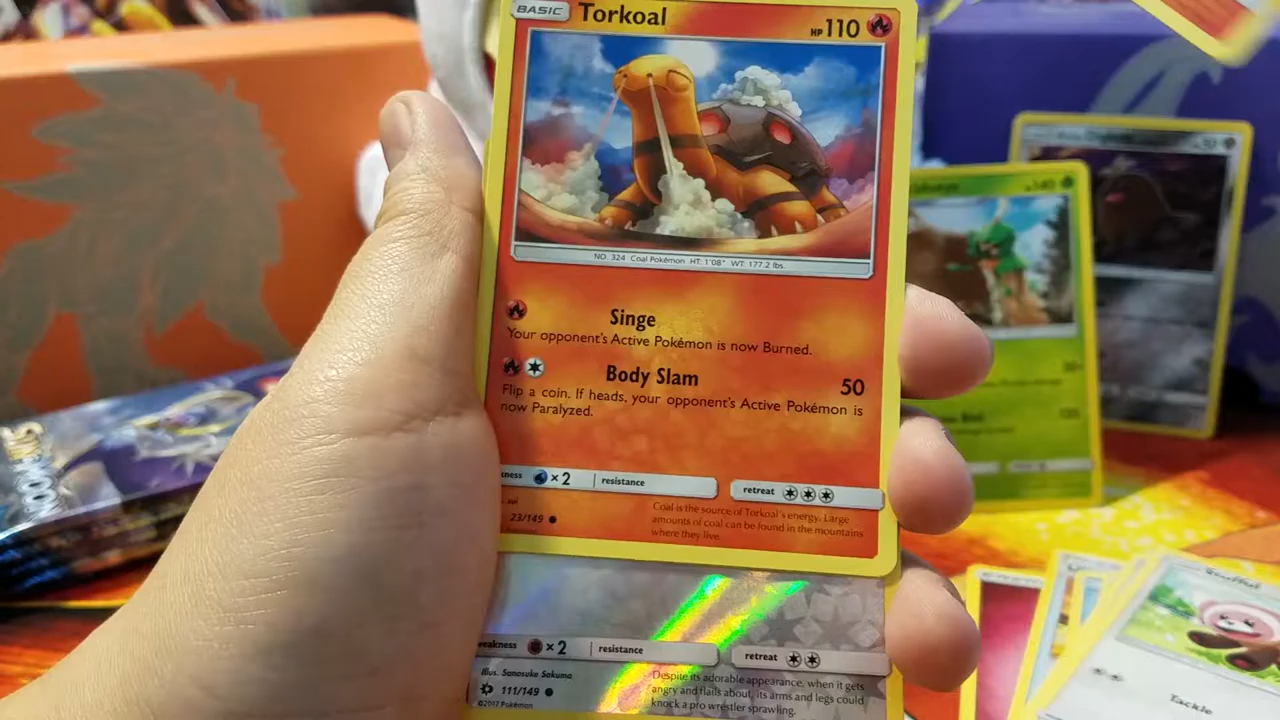 BASIC Torkoal HP 110
NO. 324 Coal Pokémon HT: 1'08" WT: 177.2 lbs.
Singe
Your opponent's Active Pokémon is now Burned.
Body Slam 50
Flip a coin. If heads, your opponent's Active Pokémon is
now Paralyzed.
×2 resistance
retreat
23/149
Coal is the source of Torkoal's energy. Large
amounts of coal can be found in the mountains
where they live.
weakness ×2 resistance
retreat
Illus. Sanosuke Sakuma
111/149
©2017 Pokémon
Despite its adorable appearance, when it gets
angry and flails about, its arms and legs could
knock a pro wrestler sprawling.
Stufful
Tackle
SUN MOON